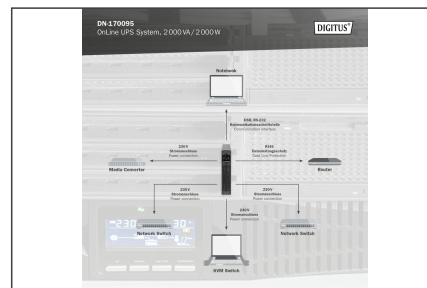 DN-170095
OnLine UPS System, 2000VA / 2000W
DIGITUS®
Notebook
USB, RS-232
Kommunikationsschnittstelle
Communication interface
230V
Stromanschluss
Power connection
RJ45
Datenleitungsschutz
Data Line Protection
Media Converter
Router
230V
Stromanschluss
Power connection
230V
Stromanschluss
Power connection
230V
Stromanschluss
Power connection
Network Switch
Network Switch
KVM Switch